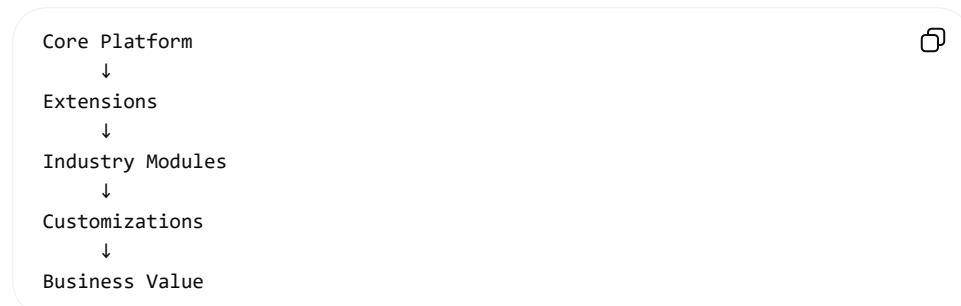 Core Platform
↓
Extensions
↓
Industry Modules
↓
Customizations
↓
Business Value